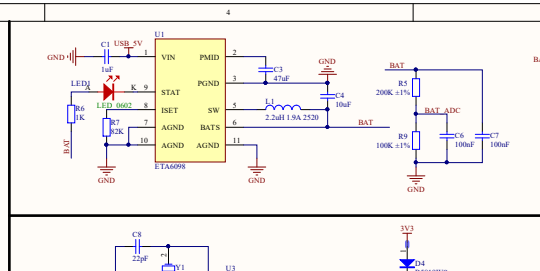 4
U1
C1
USB_5V
GND
1
VIN
PMID
2
1uF
C3
47uF
GND
BAT
PGND
3
LED1
A
K
9
STAT
R5
200K ±1%
LED_0602
8
ISET
SW
5
L1
C4
10uF
R6
1K
2.2uH 1.9A 2520
BAT_ADC
R7
82K
7
AGND
BATS
6
BAT
R9
100K ±1%
C6
100nF
C7
100nF
BAT
10
AGND
AGND
11
ETA6098
GND
GND
GND
C8
22pF
3V3
2
Y1
U3
1
D4